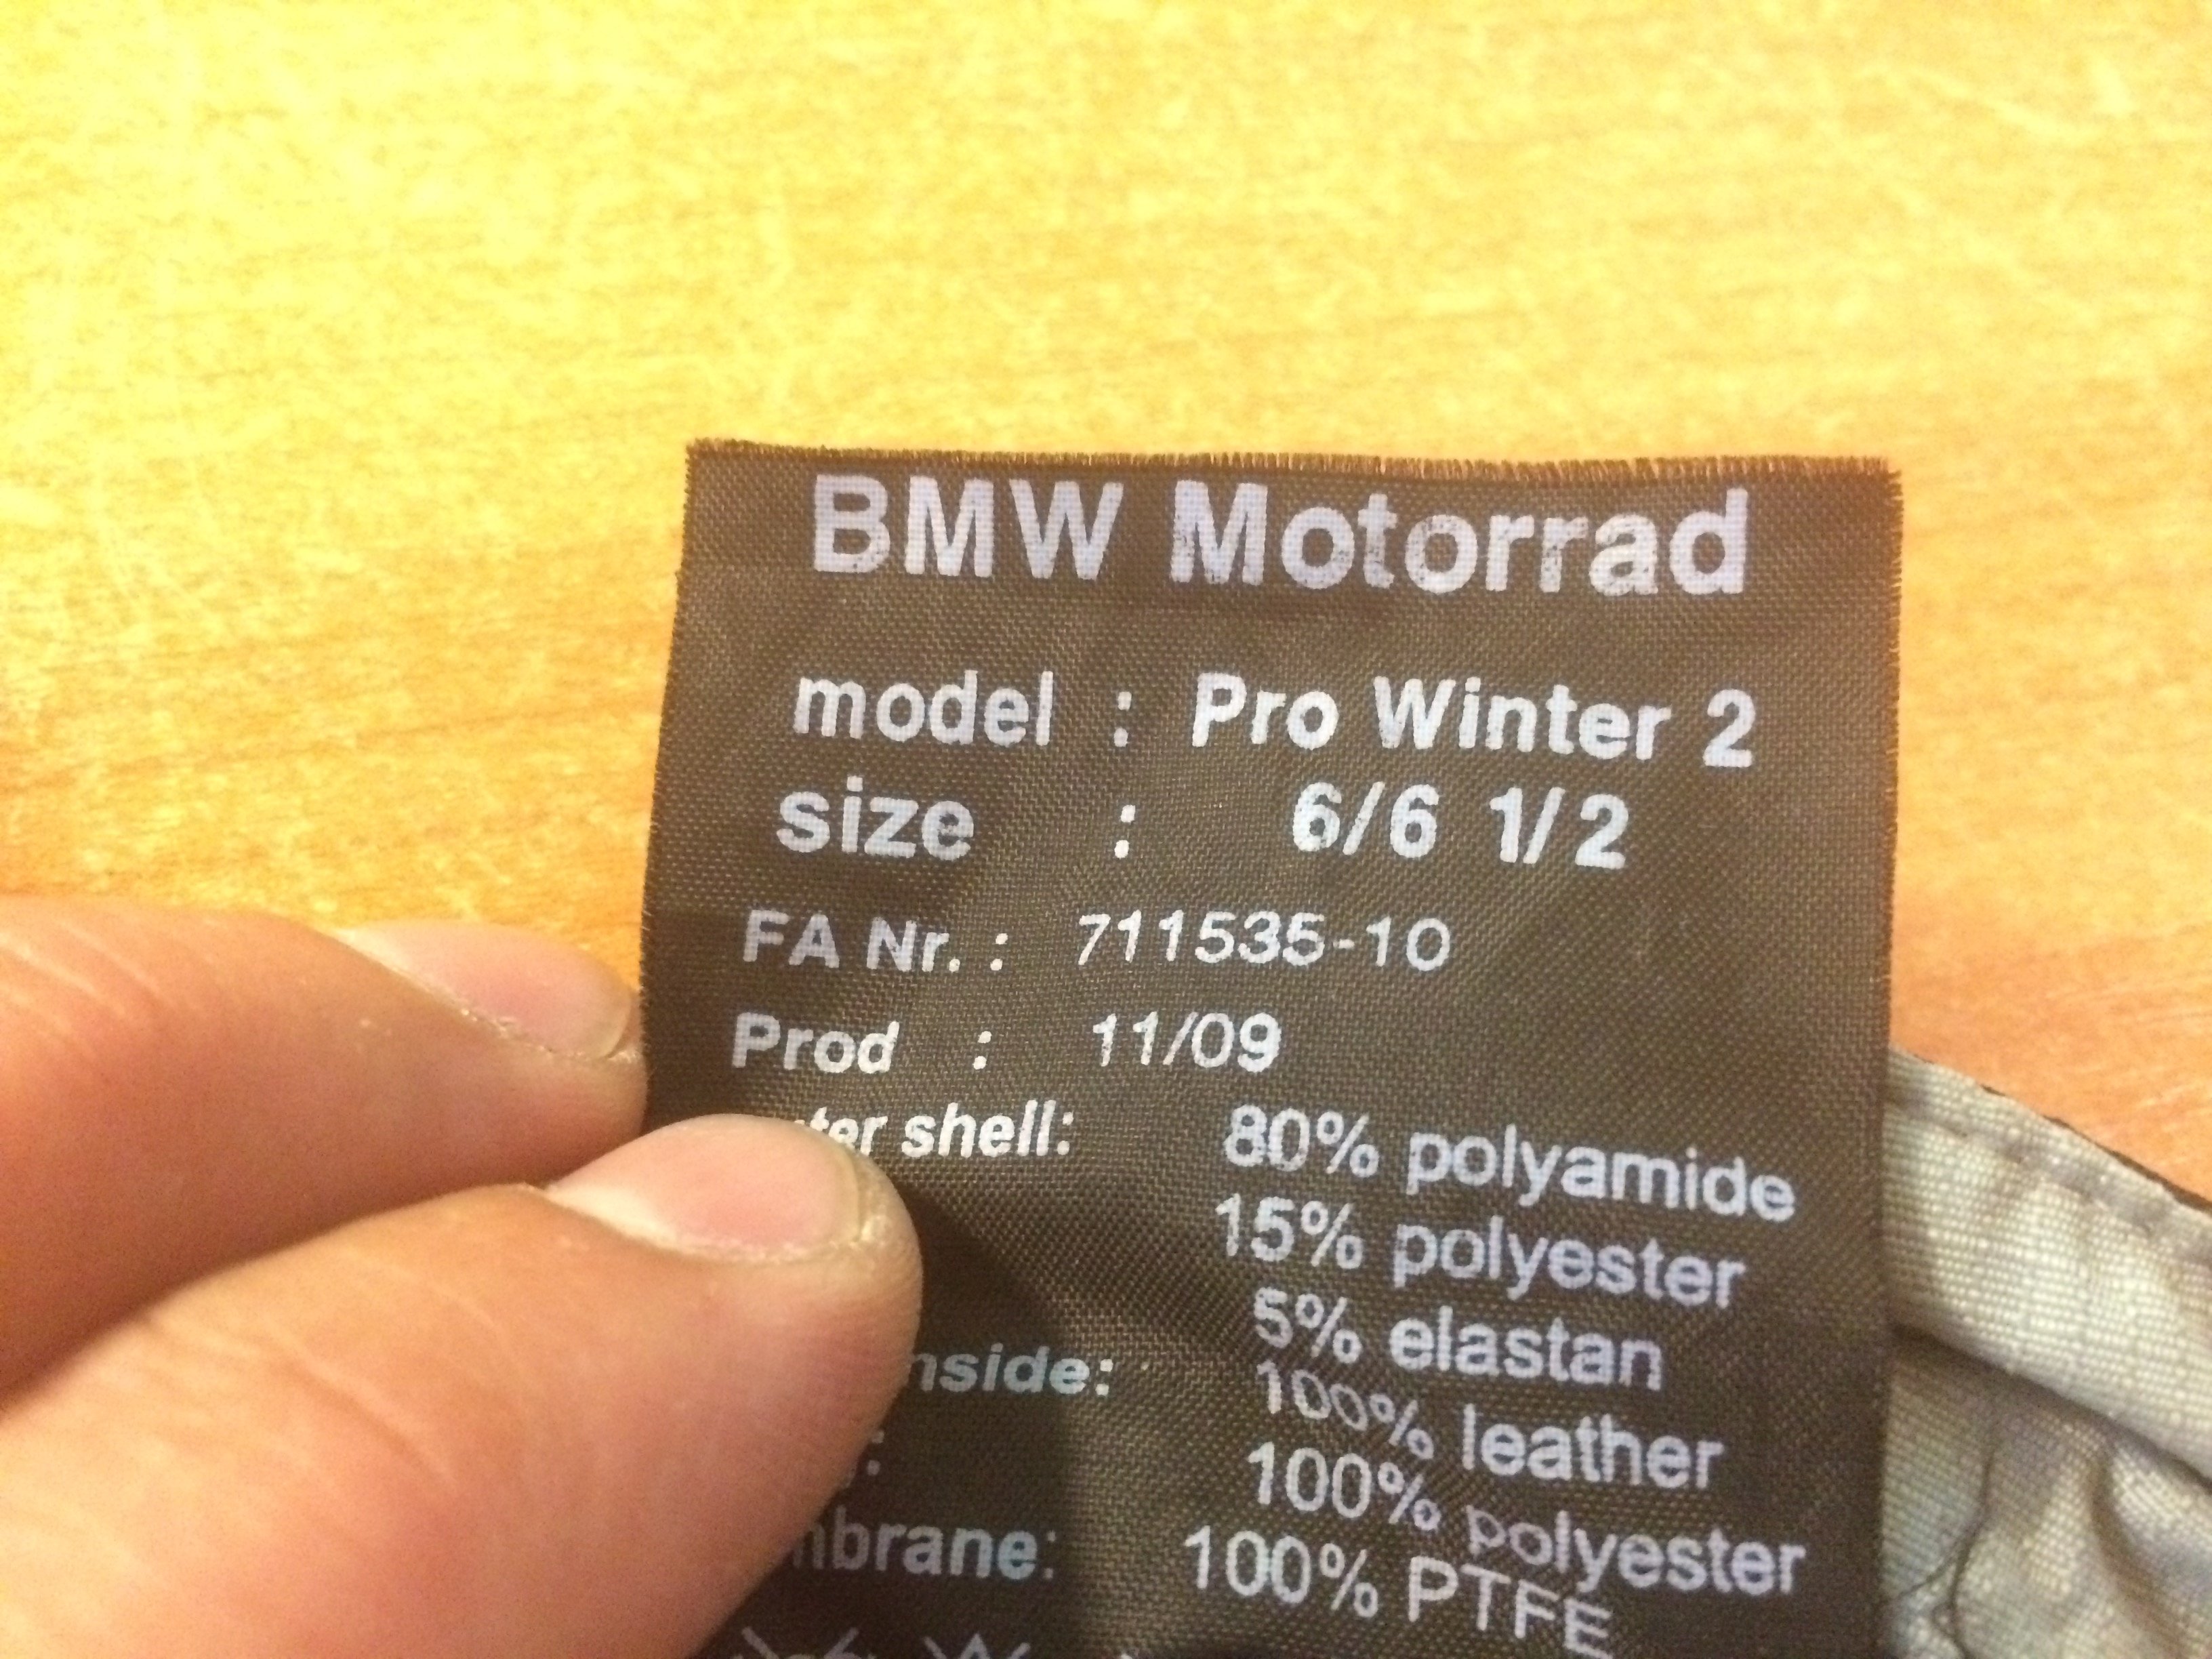 BMW Motorrad
model : Pro Winter 2
size : 6/6 1/2
FA Nr. : 711535-10
Prod : 11/09
shell: 80% polyamide
15% polyester
5% elastan
100% leather
100% polyester
100% PTFE